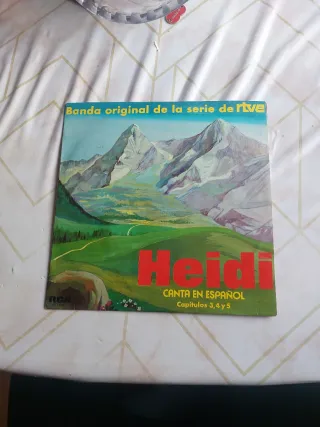 Banda original de la serie de rtve
Heidi
CANTA EN ESPAÑOL
Capítulos 3, 4 y 5
RCA